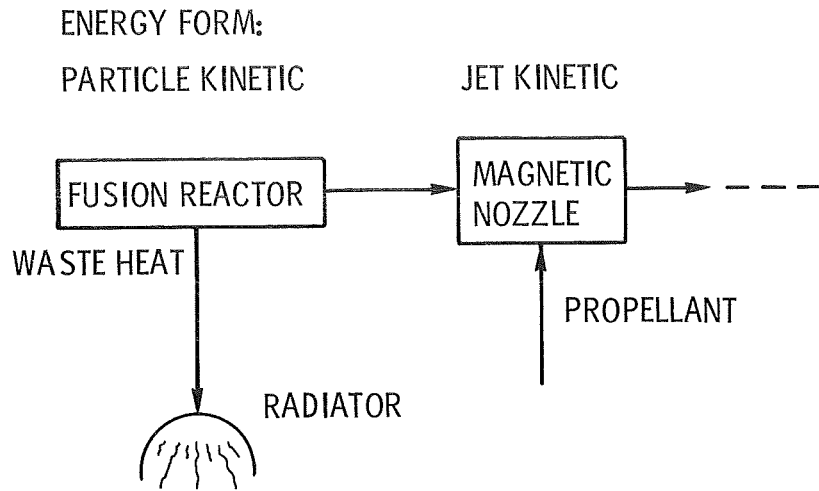 ENERGY FORM:
PARTICLE KINETIC
JET KINETIC
FUSION REACTOR
MAGNETIC
NOZZLE
WASTE HEAT
PROPELLANT
RADIATOR